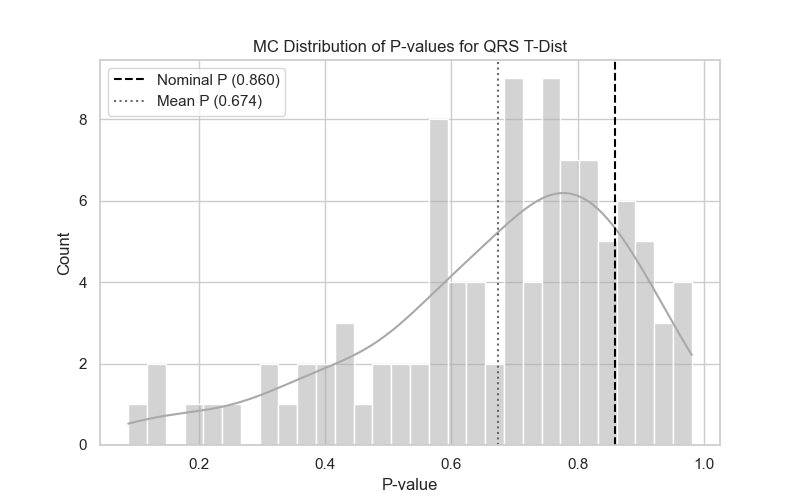 MC Distribution of P-values for QRS T-Dist
Nominal P (0.860)
Mean P (0.674)
8
6
4
2
0
Count
0.2 0.4 0.6 0.8 1.0
P-value